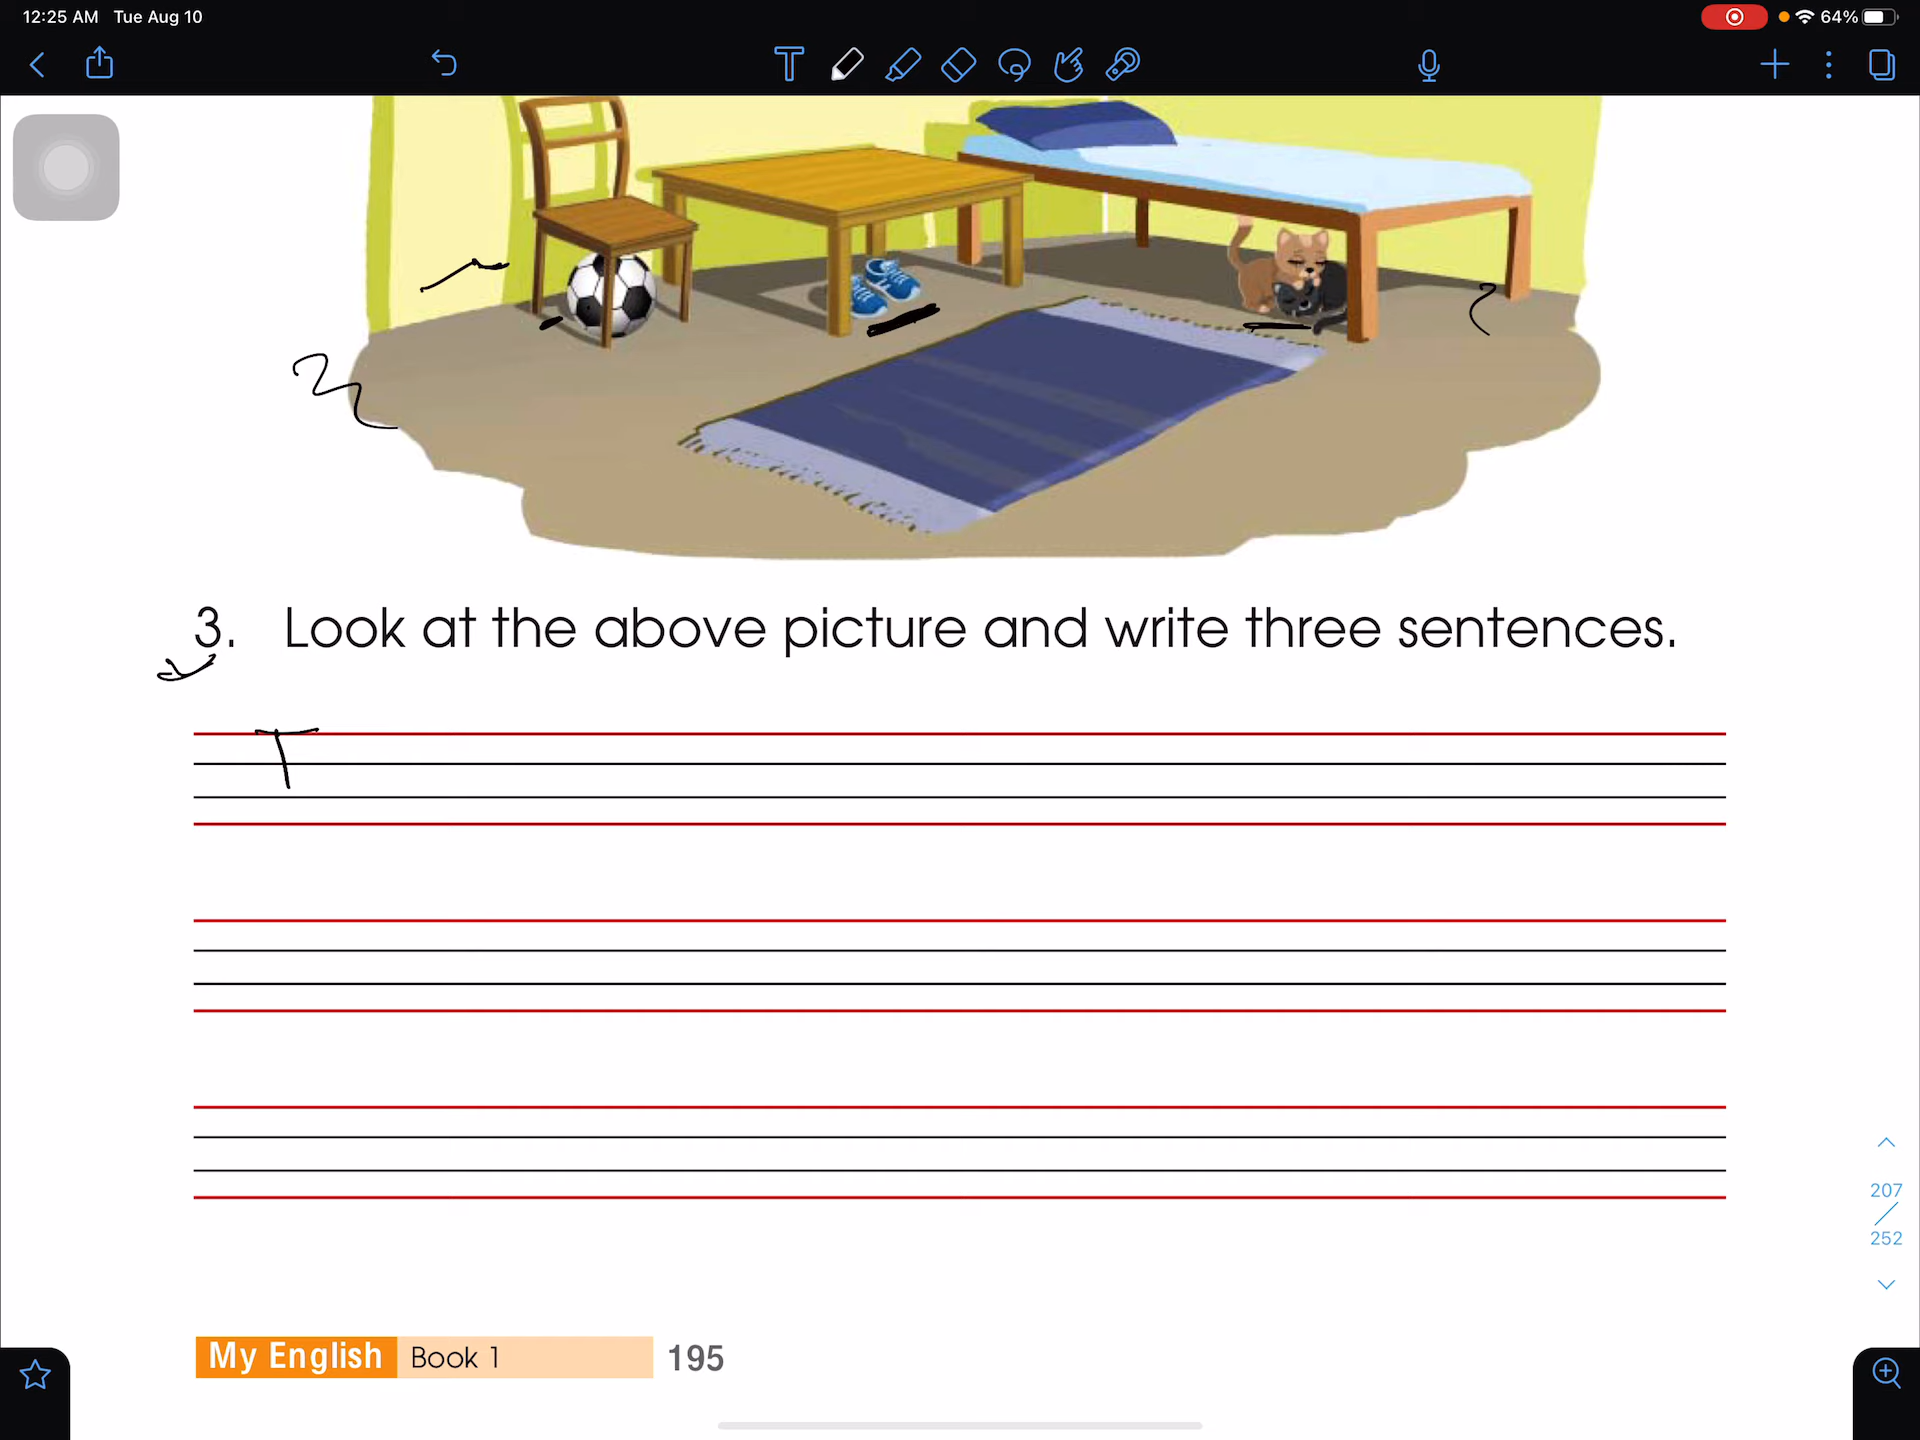 12:25 AM Tue Aug 10 64%
3. Look at the above picture and write three sentences.
T
207
252
My English Book 1 195